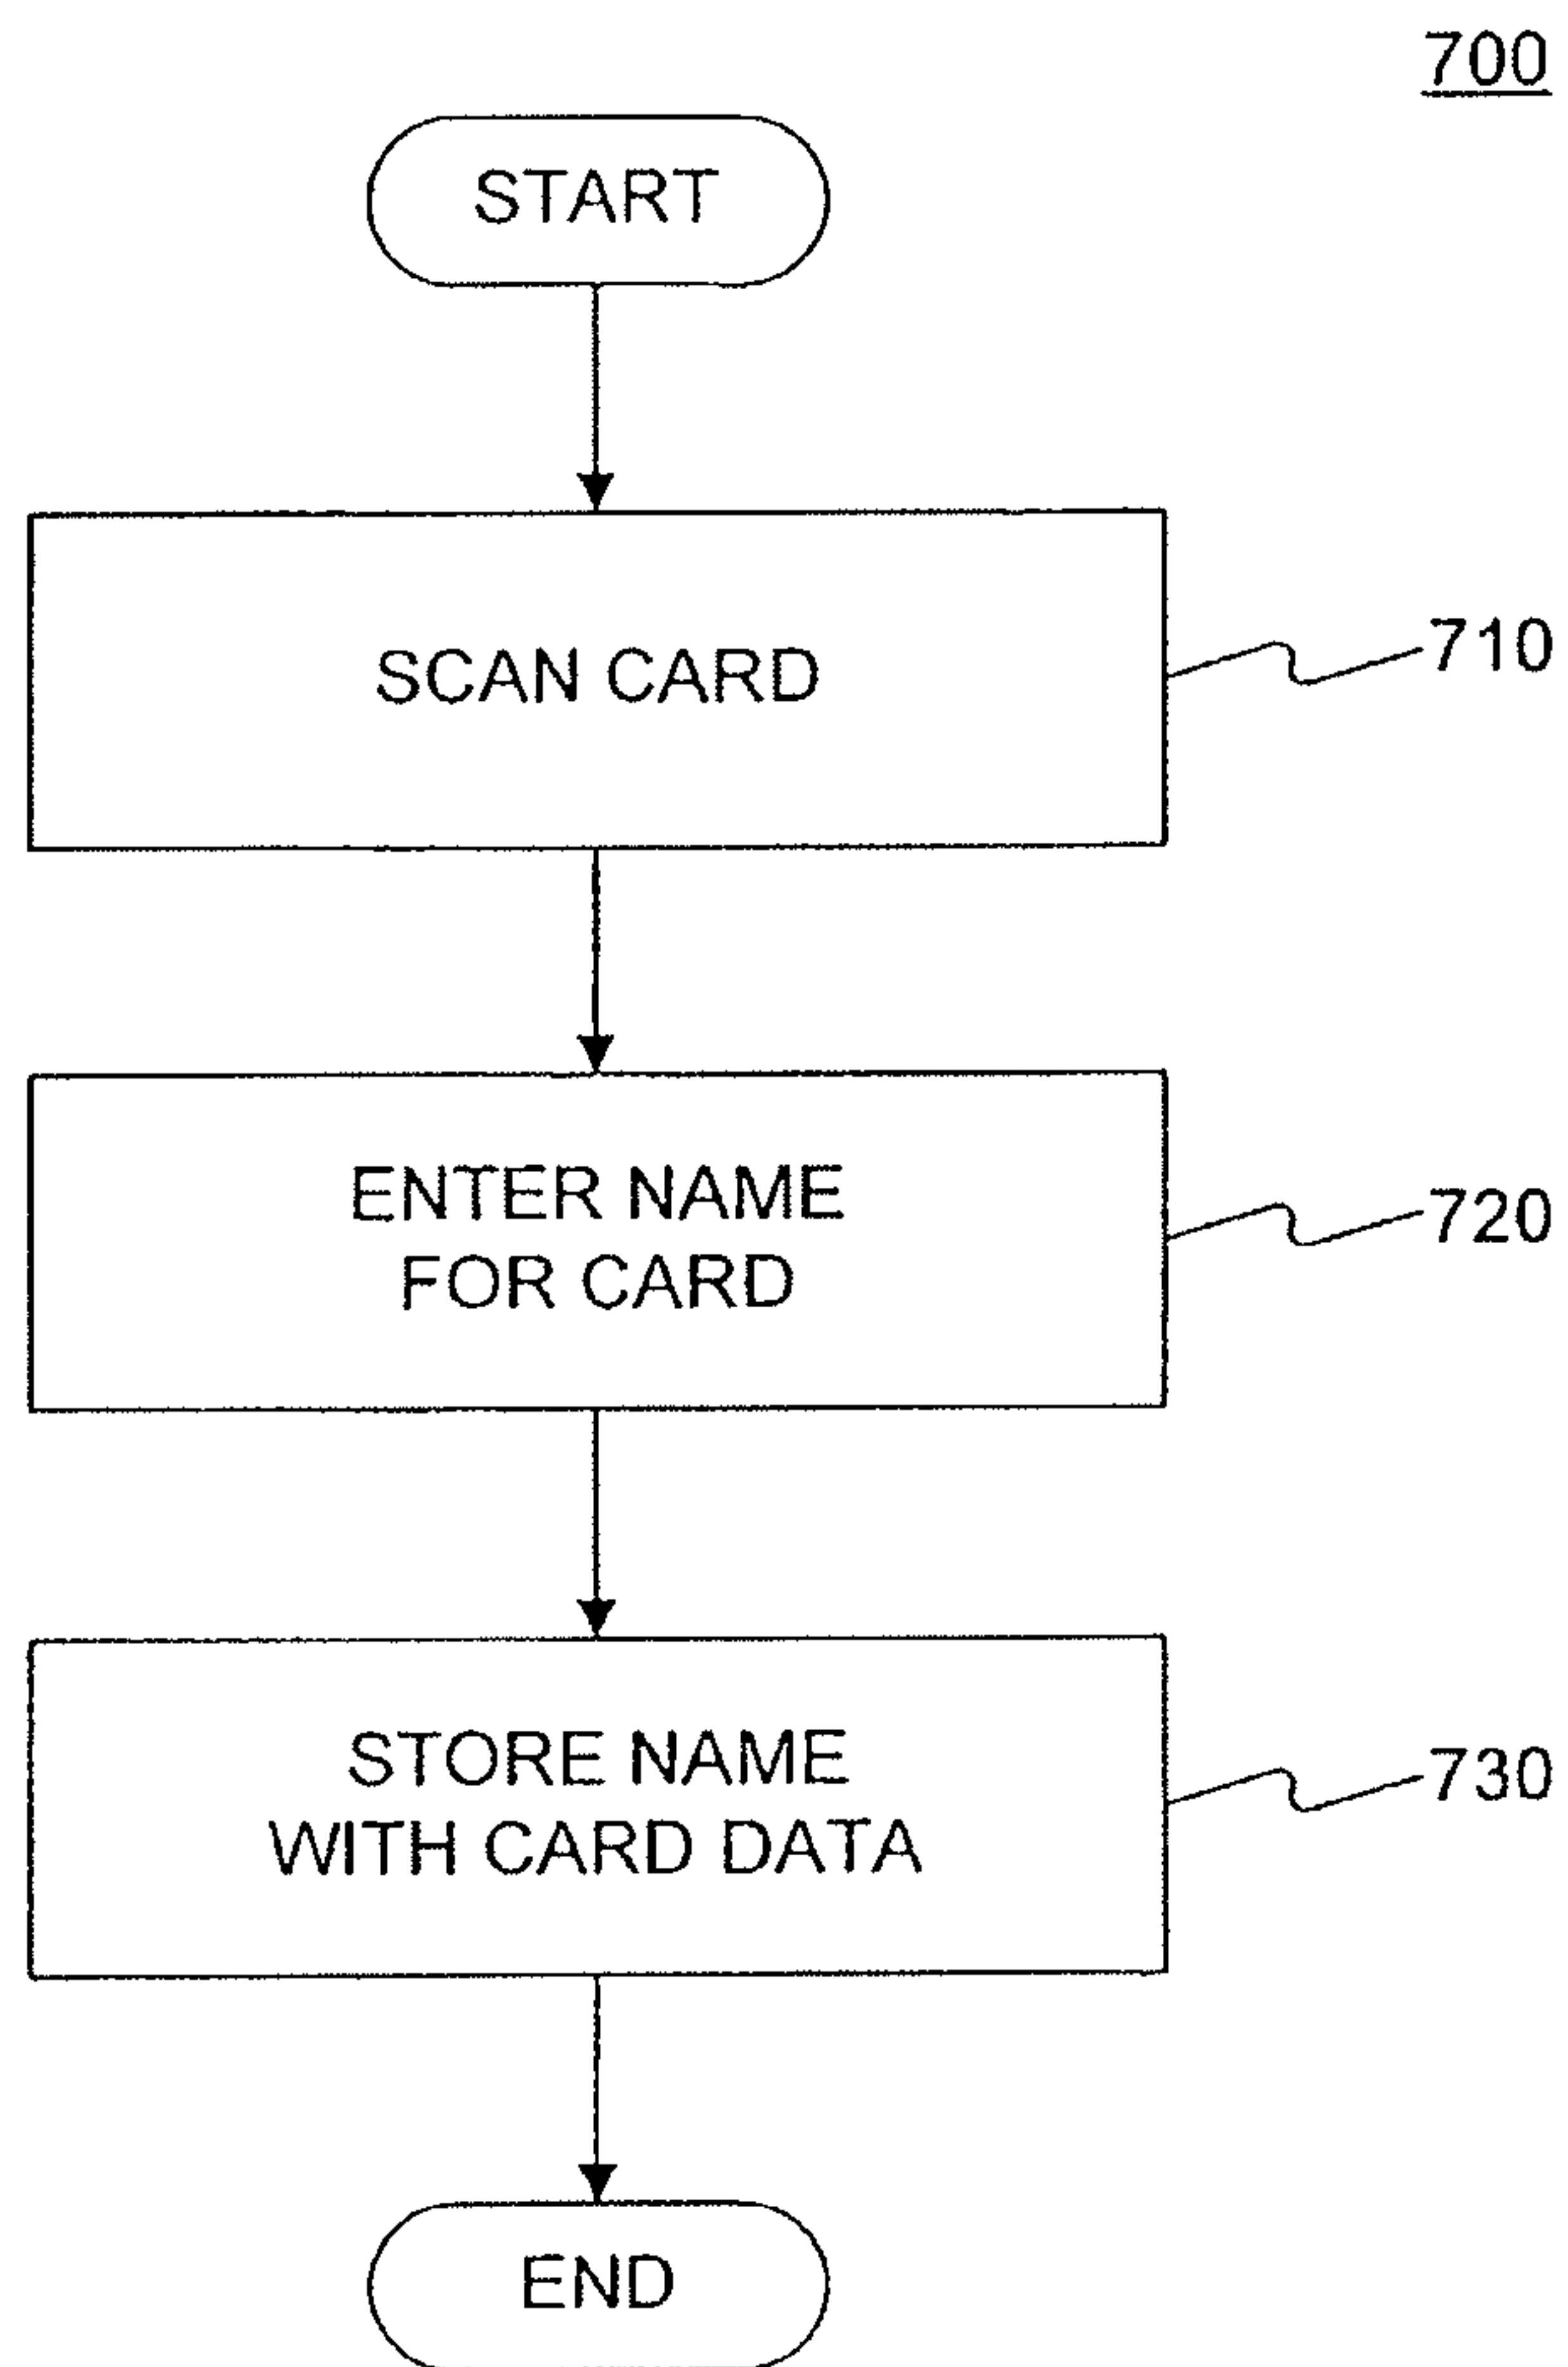 700
START
SCAN CARD
710
ENTER NAME
FOR CARD
720
STORE NAME
WITH CARD DATA
730
END